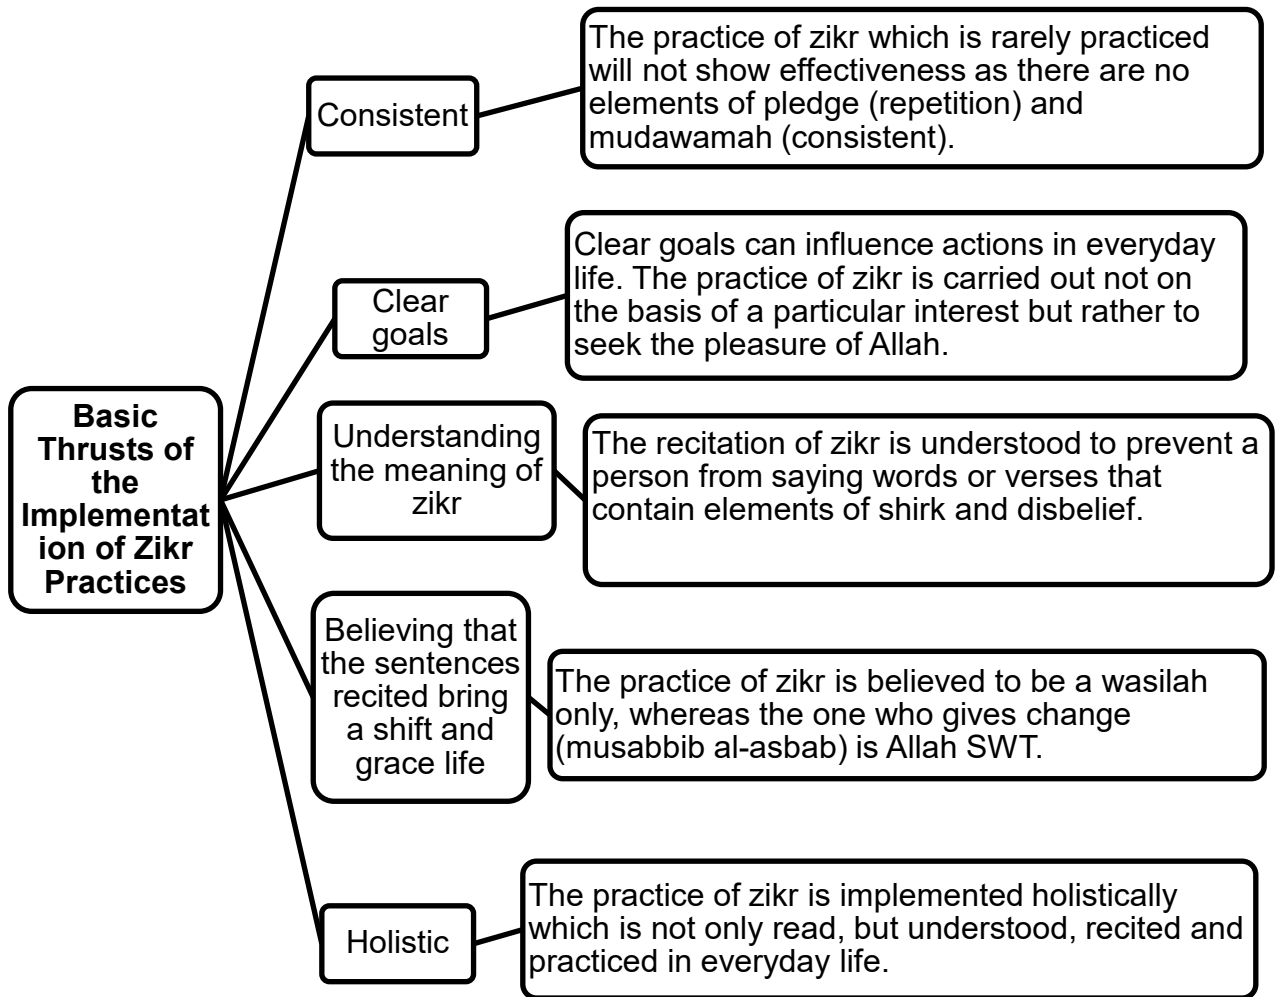 Basic
Thrusts of
the
Implementat
ion of Zikr
Practices
Consistent
The practice of zikr which is rarely practiced
will not show effectiveness as there are no
elements of pledge (repetition) and
mudawamah (consistent).
Clear
goals
Clear goals can influence actions in everyday
life. The practice of zikr is carried out not on
the basis of a particular interest but rather to
seek the pleasure of Allah.
Understanding
the meaning of
zikr
The recitation of zikr is understood to prevent a
person from saying words or verses that
contain elements of shirk and disbelief.
Believing that
the sentences
recited bring
a shift and
grace life
The practice of zikr is believed to be a wasilah
only, whereas the one who gives change
(musabbib al-asbab) is Allah SWT.
Holistic
The practice of zikr is implemented holistically
which is not only read, but understood, recited and
practiced in everyday life.